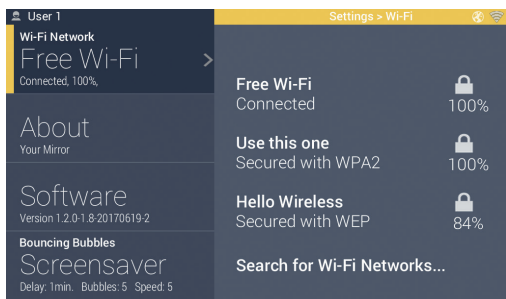 User 1
Settings > Wi-Fi
Wi-Fi Network
Free Wi-Fi
Connected, 100%,
About
Your Mirror
Software
Version 1.2.0-1.8-20170619-2
Bouncing Bubbles
Screensaver
Delay: 1min. Bubbles: 5 Speed: 5
Free Wi-Fi
Connected 100%
Use this one
Secured with WPA2 100%
Hello Wireless
Secured with WEP 84%
Search for Wi-Fi Networks...